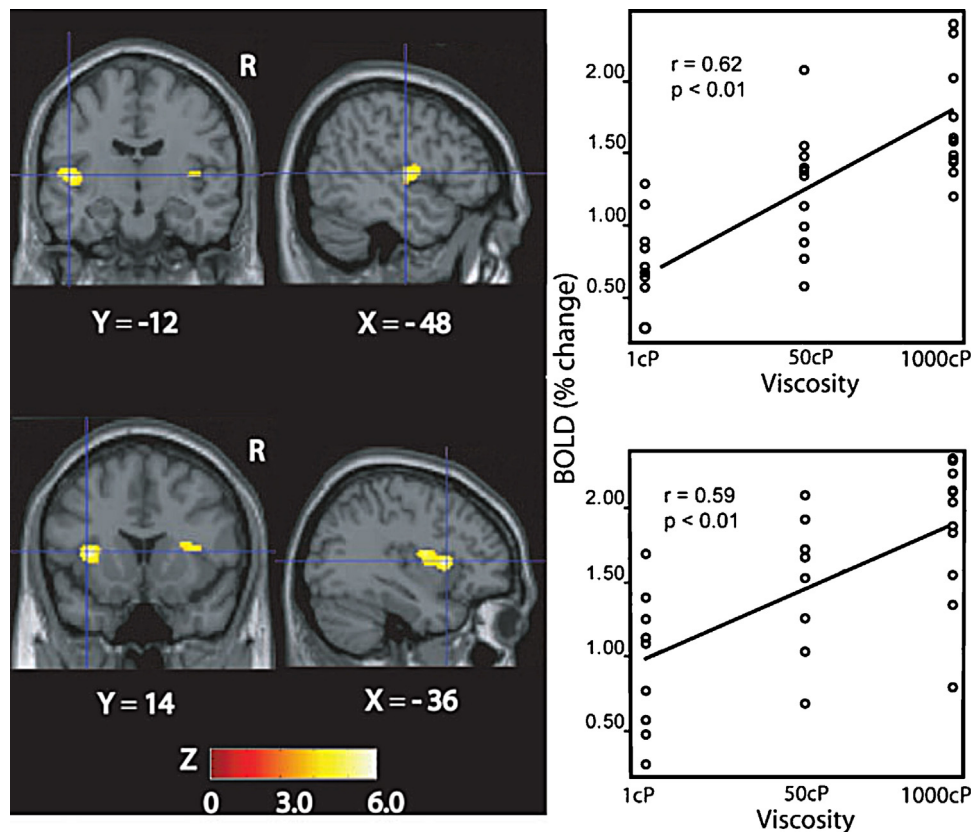 R
Y = -12
X = -48
R
Y = 14
X = -36
Z
0 3.0 6.0
BOLD (% change)
r = 0.62
p < 0.01
2.00
1.50
1.00
0.50
1cP 50cP 1000cP
Viscosity
r = 0.59
p < 0.01
2.00
1.50
1.00
0.50
1cP 50cP 1000cP
Viscosity